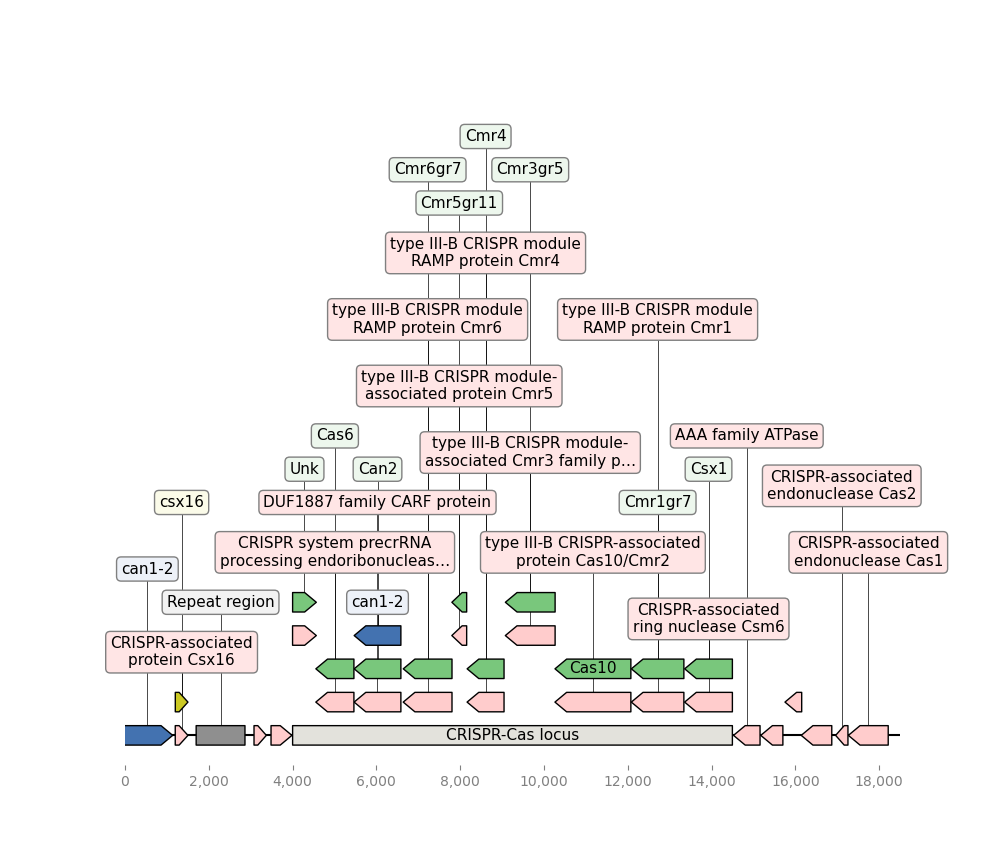 Cmr4
Cmr6gr7
Cmr3gr5
Cmr5gr11
type III-B CRISPR module
RAMP protein Cmr4
type III-B CRISPR module
RAMP protein Cmr6
type III-B CRISPR module
RAMP protein Cmr1
type III-B CRISPR module-
associated protein Cmr5
Cas6
AAA family ATPase
type III-B CRISPR module-
associated Cmr3 family p…
Unk
Can2
Csx1
CRISPR-associated
endonuclease Cas2
csx16
DUF1887 family CARF protein
Cmr1gr7
CRISPR system precrRNA
processing endoribonucleas…
type III-B CRISPR-associated
protein Cas10/Cmr2
CRISPR-associated
endonuclease Cas1
can1-2
Repeat region
can1-2
CRISPR-associated
ring nuclease Csm6
CRISPR-associated
protein Csx16
Cas10
CRISPR-Cas locus
0
2,000
4,000
6,000
8,000
10,000
12,000
14,000
16,000
18,000